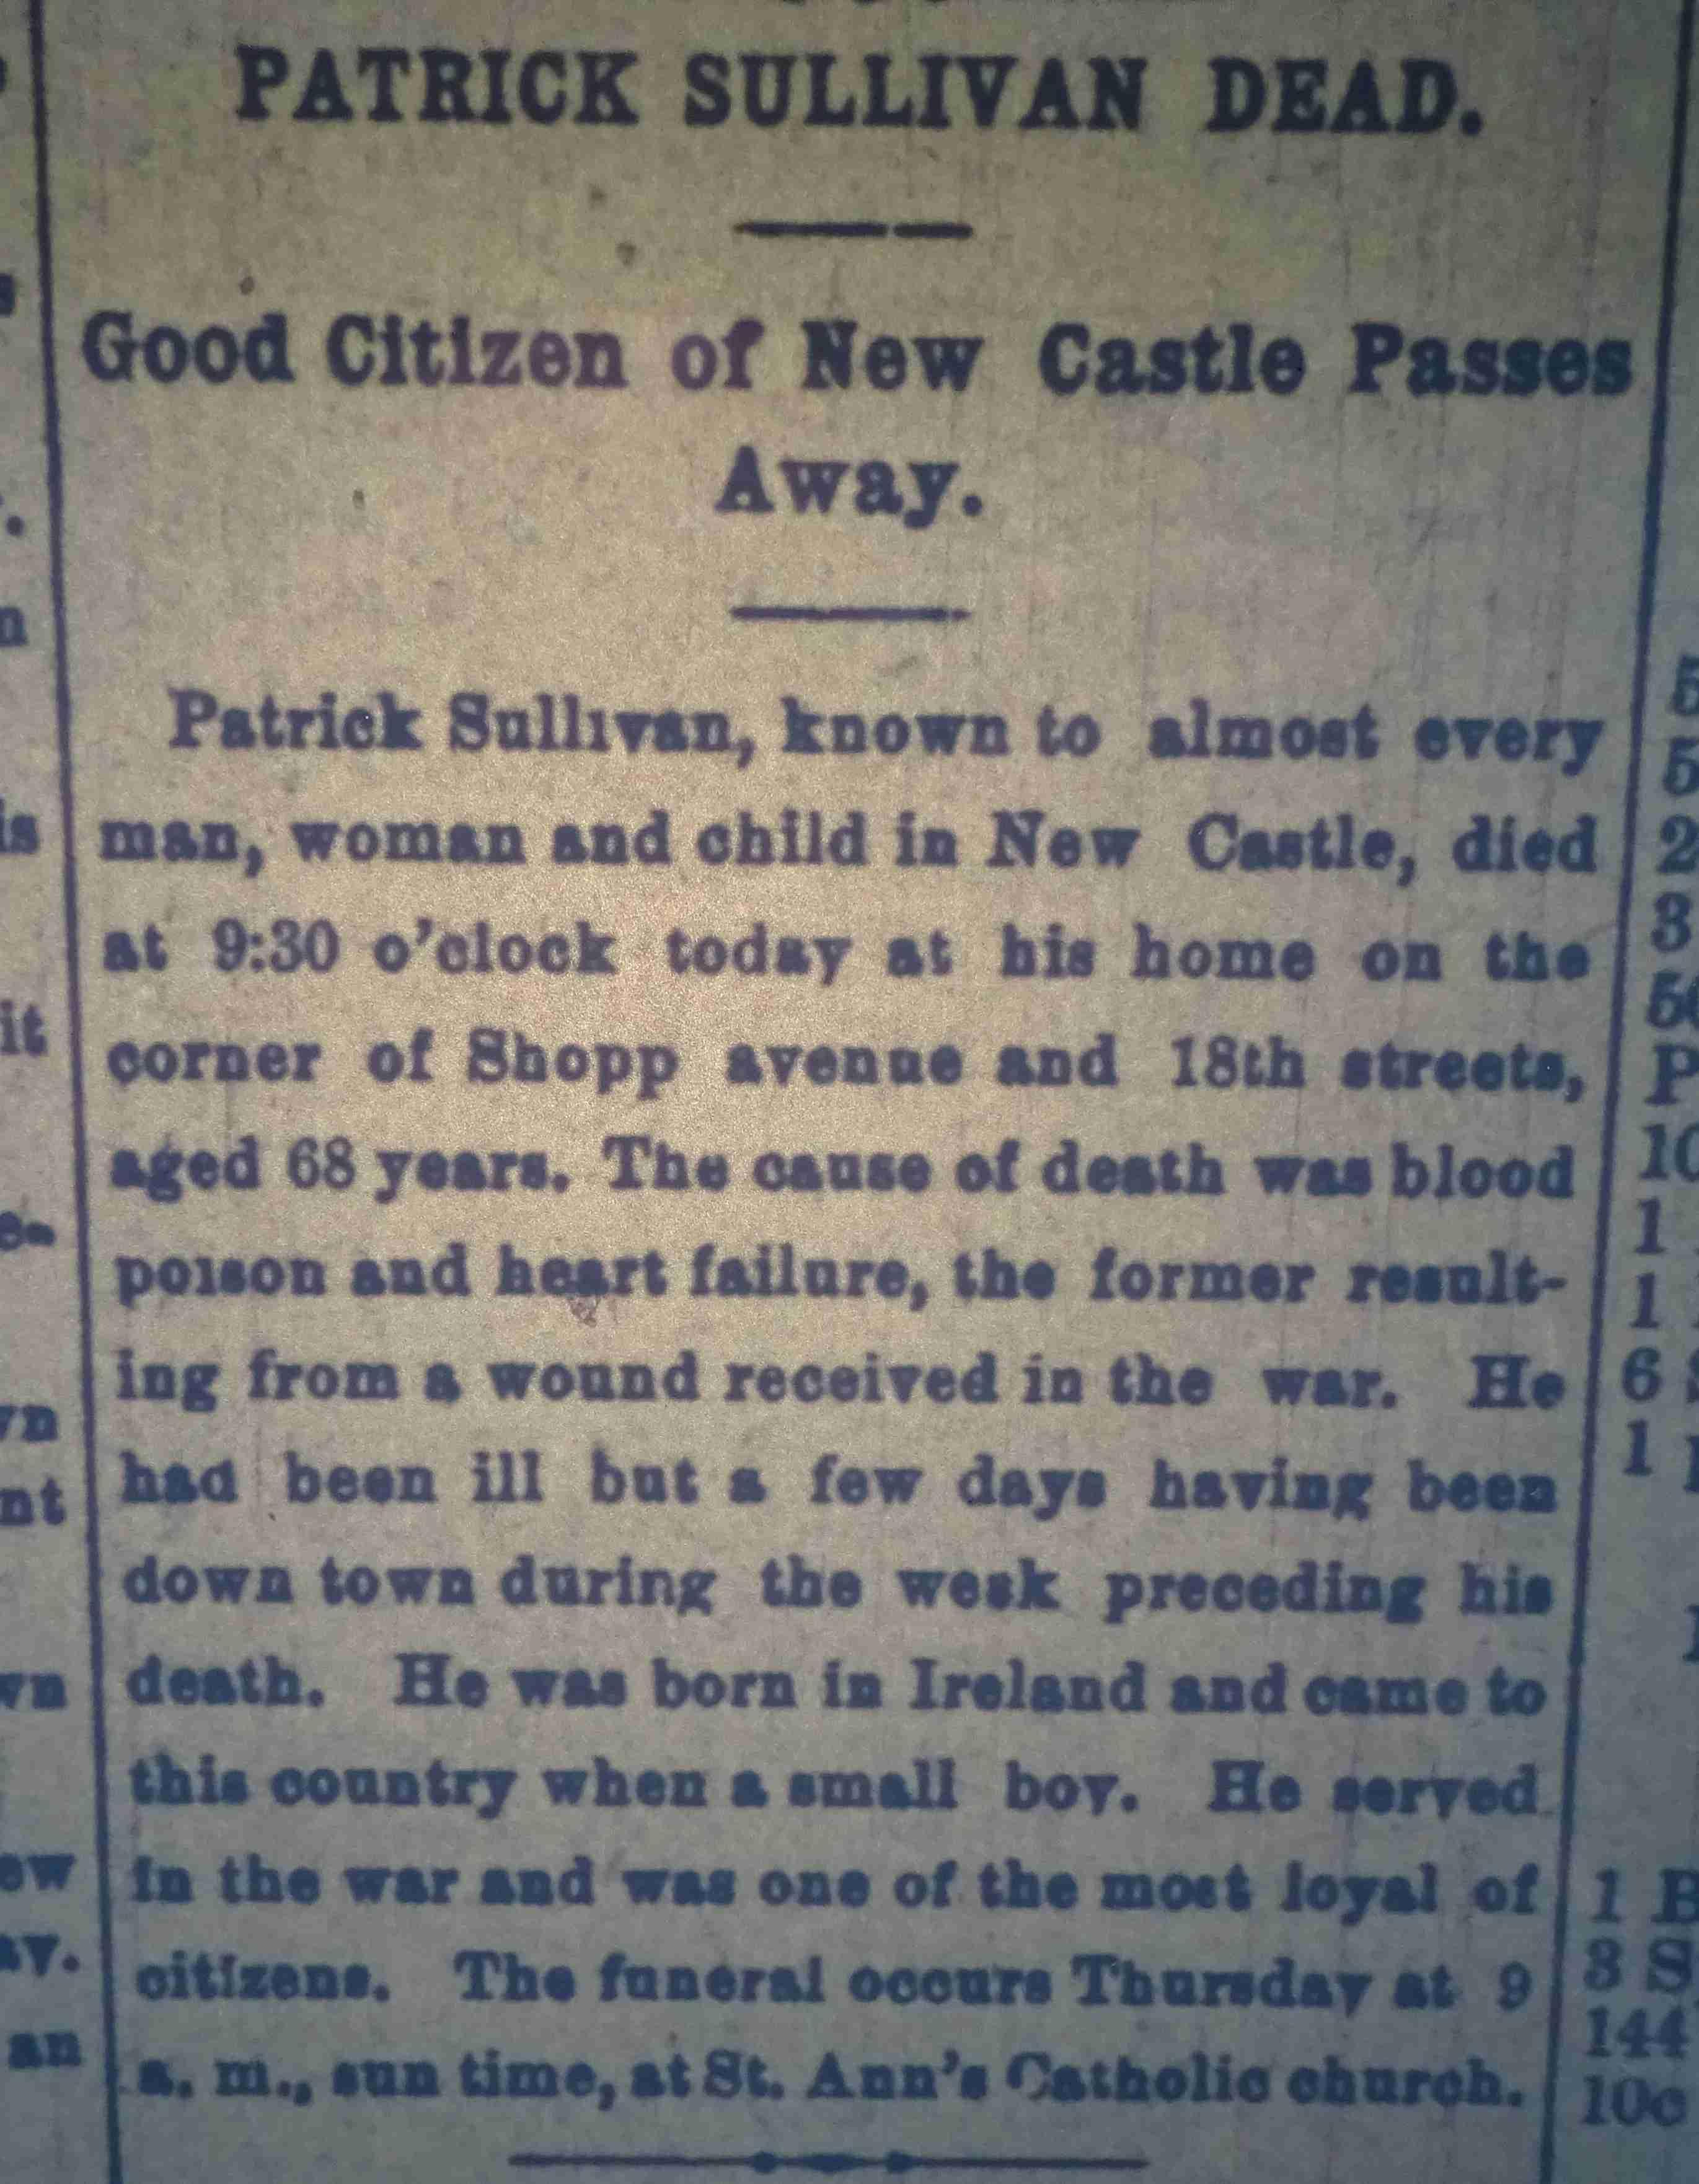 PATRICK SULLIVAN DEAD.
Good Citizen of New Castle Passes
Away.
Patrick Sullivan, known to almost every
man, woman and child in New Castle, died
at 9:30 o'clock today at his home on the
corner of Shopp avenue and 18th streets,
aged 68 years. The cause of death was blood
poison and heart failure, the former result-
ing from a wound received in the war. He
had been ill but a few days having been
down town during the week preceding his
death. He was born in Ireland and came to
this country when a small boy. He served
in the war and was one of the most loyal of
citizens. The funeral occurs Thursday at 9
a. m., sun time, at St. Ann's Catholic church.